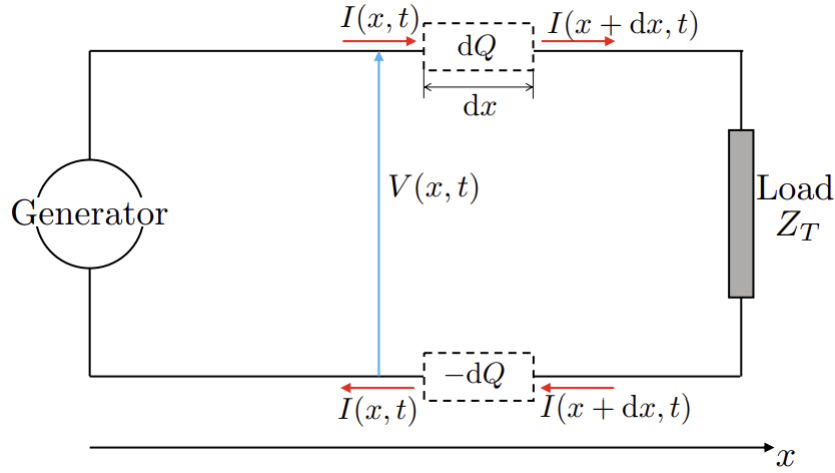 I(x, t)
dQ
I(x + dx, t)
dx
V(x, t)
Generator
Load
Z_T
−dQ
I(x, t)
I(x + dx, t)
x